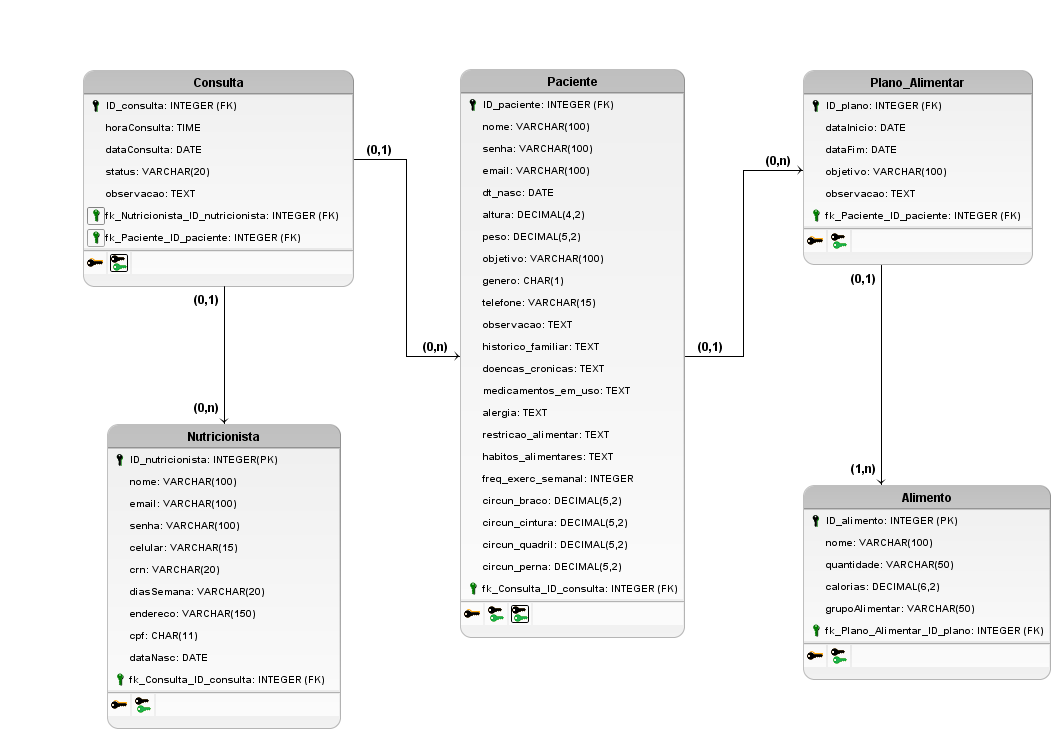 Consulta
ID_consulta: INTEGER (FK)
horaConsulta: TIME
dataConsulta: DATE
status: VARCHAR(20)
observacao: TEXT
fk_Nutricionista_ID_nutricionista: INTEGER (FK)
fk_Paciente_ID_paciente: INTEGER (FK)
(0,1)
(0,n)
(0,1)
(0,n)
Nutricionista
ID_nutricionista: INTEGER(PK)
nome: VARCHAR(100)
email: VARCHAR(100)
senha: VARCHAR(100)
celular: VARCHAR(15)
crn: VARCHAR(20)
diasSemana: VARCHAR(20)
endereco: VARCHAR(150)
cpf: CHAR(11)
dataNasc: DATE
fk_Consulta_ID_consulta: INTEGER (FK)
Paciente
ID_paciente: INTEGER (FK)
nome: VARCHAR(100)
senha: VARCHAR(100)
email: VARCHAR(100)
dt_nasc: DATE
altura: DECIMAL(4,2)
peso: DECIMAL(5,2)
objetivo: VARCHAR(100)
genero: CHAR(1)
telefone: VARCHAR(15)
observacao: TEXT
historico_familiar: TEXT
doencas_cronicas: TEXT
medicamentos_em_uso: TEXT
alergia: TEXT
restricao_alimentar: TEXT
habitos_alimentares: TEXT
freq_exerc_semanal: INTEGER
circun_braco: DECIMAL(5,2)
circun_cintura: DECIMAL(5,2)
circun_quadril: DECIMAL(5,2)
circun_perna: DECIMAL(5,2)
fk_Consulta_ID_consulta: INTEGER (FK)
(0,1)
(0,n)
Plano_Alimentar
ID_plano: INTEGER (FK)
dataInicio: DATE
dataFim: DATE
objetivo: VARCHAR(100)
observacao: TEXT
fk_Paciente_ID_paciente: INTEGER (FK)
(0,1)
(1,n)
Alimento
ID_alimento: INTEGER (PK)
nome: VARCHAR(100)
quantidade: VARCHAR(50)
calorias: DECIMAL(6,2)
grupoAlimentar: VARCHAR(50)
fk_Plano_Alimentar_ID_plano: INTEGER (FK)